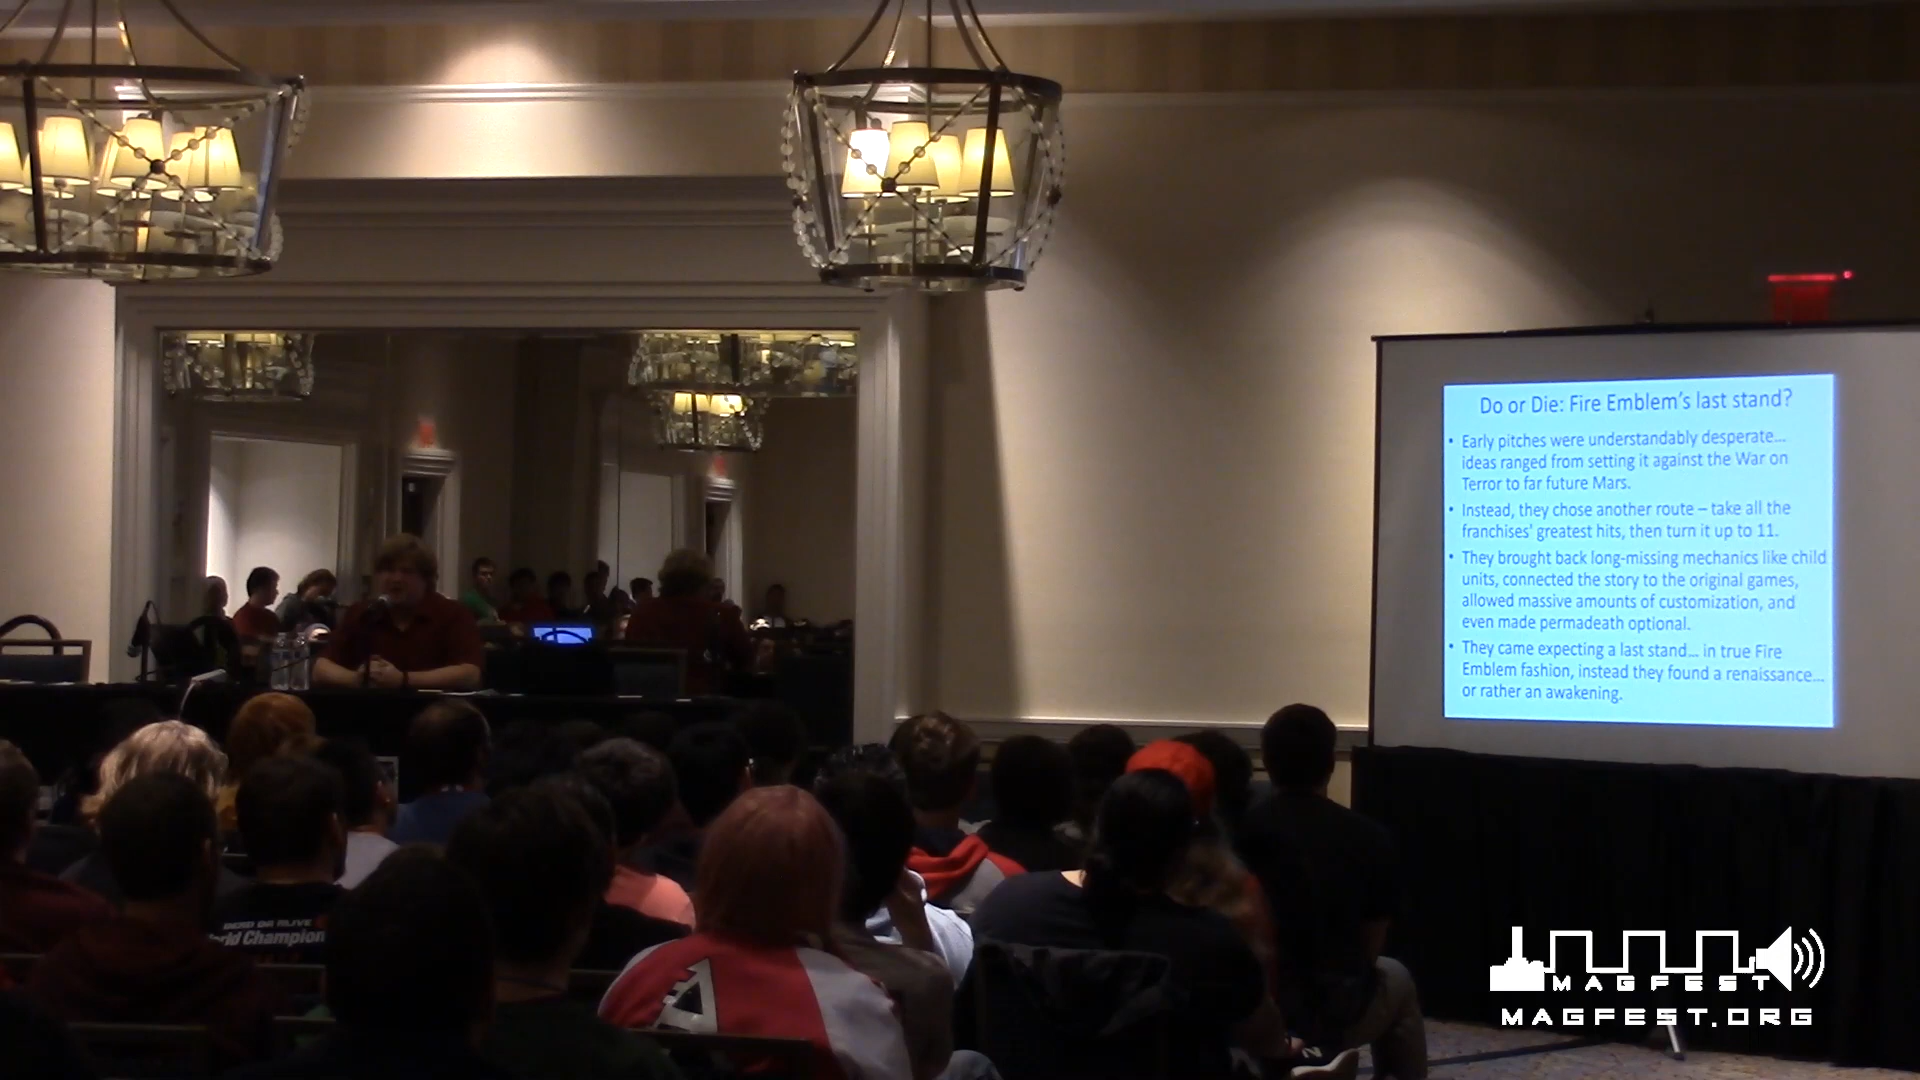 Do or Die: Fire Emblem's last stand?
• Early pitches were understandably desperate…
ideas ranged from setting it against the War on
Terror to far future Mars.
• Instead, they chose another route – take all the
franchises' greatest hits, then turn it up to 11.
• They brought back long-missing mechanics like child
units, connected the story to the original games,
allowed massive amounts of customization, and
even made permadeath optional.
• They came expecting a last stand… in true Fire
Emblem fashion, instead they found a renaissance…
or rather an awakening.
DEAD OR ALIVE
World Champion
MAGFEST
MAGFEST.ORG